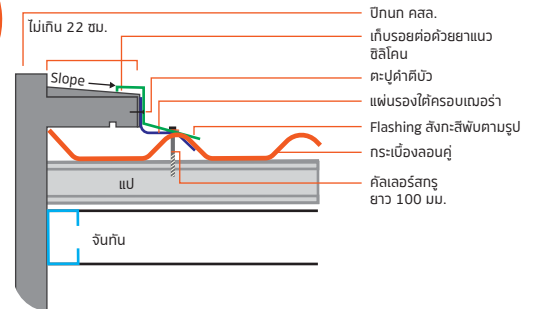 ไม่เกิน 22 ซม.
Slope
ปีกนก คสล.
เก็บรอยต่อด้วยยาแนว
ซิลิโคน
ตะปูคำตีบัว
แผ่นรองใต้ครอบเฌอร่า
Flashing สังกะสีพับตามรูป
กระเบื้องลอนคู่
คัลเลอร์สกรู
ยาว 100 มม.
แป
จันทัน